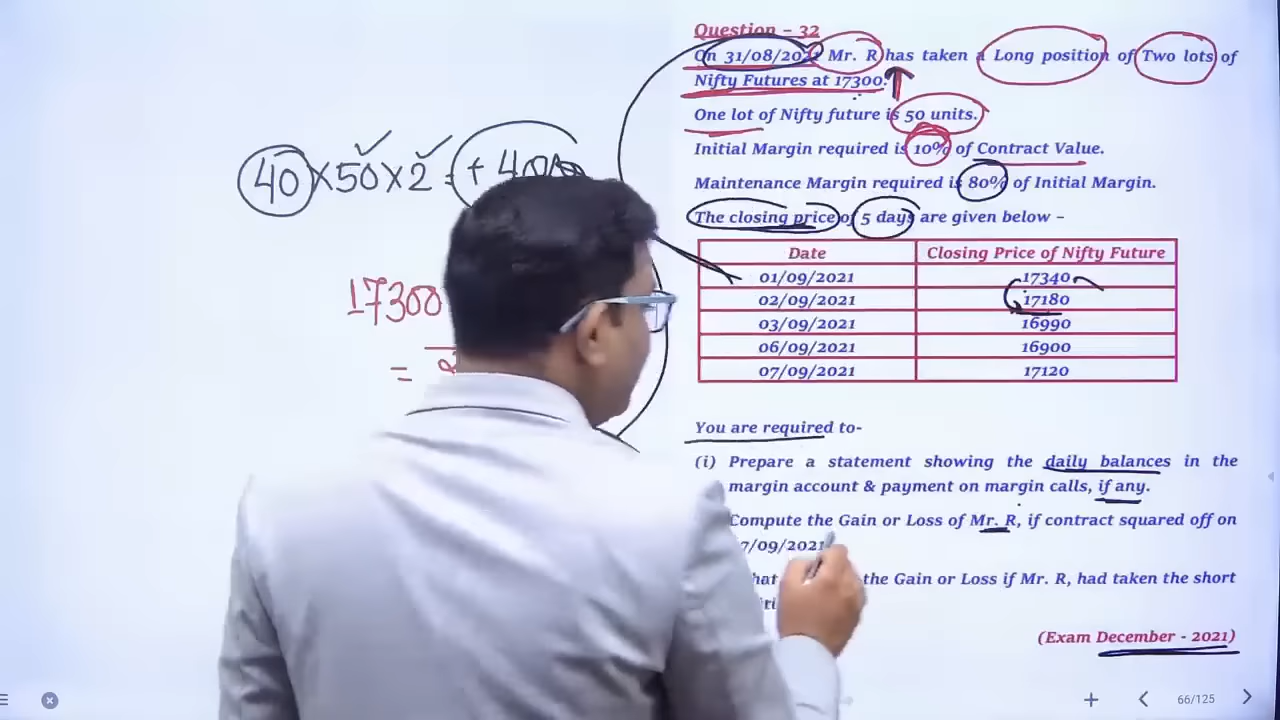 Question – 32
On 31/08/2021 Mr. R has taken a Long position of Two lots of
Nifty Futures at 17300.
One lot of Nifty future is 50 units.
Initial Margin required is 10% of Contract Value.
Maintenance Margin required is 80% of Initial Margin.
The closing price of 5 days are given below –
Date Closing Price of Nifty Future
01/09/2021 17340
02/09/2021 17180
03/09/2021 16990
06/09/2021 16900
07/09/2021 17120
You are required to-
(i) Prepare a statement showing the daily balances in the
margin account & payment on margin calls, if any.
Compute the Gain or Loss of Mr. R, if contract squared off on
7/09/2021
the Gain or Loss if Mr. R, had taken the short
(Exam December - 2021)
40 × 50 × 2 = + 4000
17300
=
66/125